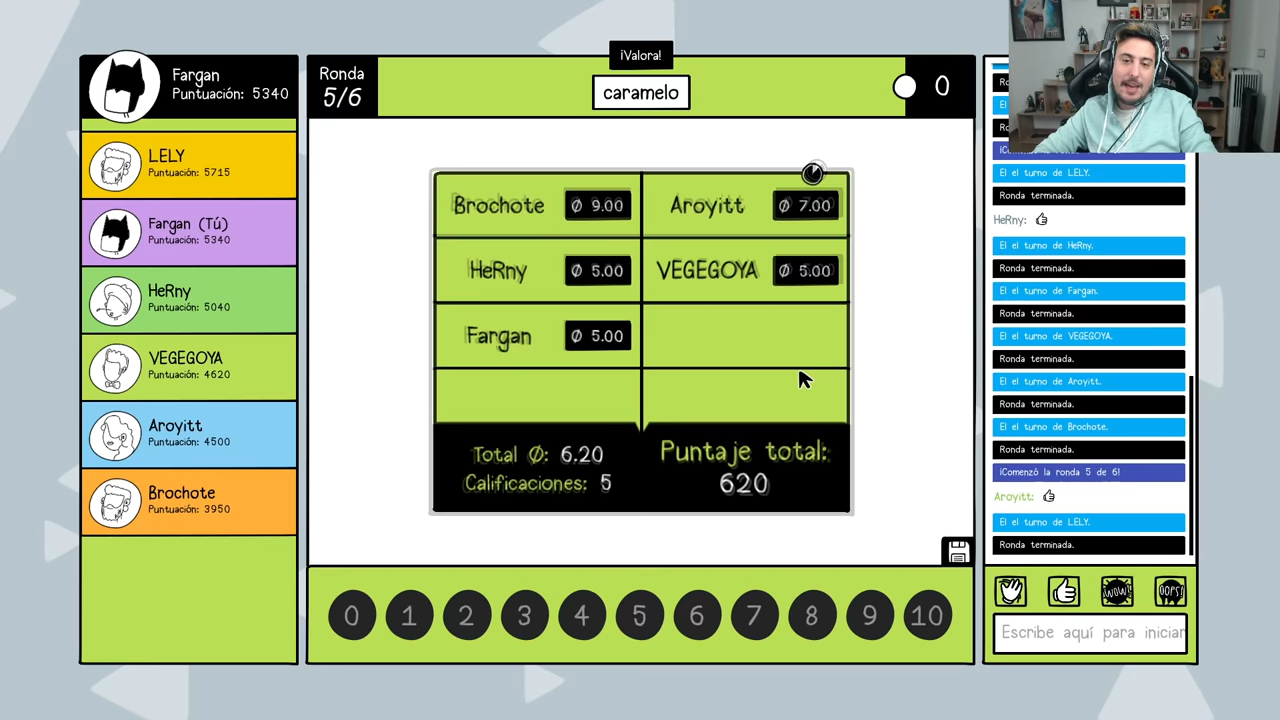 Fargan
Puntuación: 5340
LELY
Puntuación: 5715
Fargan (Tú)
Puntuación: 5340
HeRny
Puntuación: 5040
VEGEGOYA
Puntuación: 4620
Aroyitt
Puntuación: 4500
Brochote
Puntuación: 3950
Ronda
5/6
¡Valora!
caramelo
0
Brochote Ø 9.00
Aroyitt Ø 7.00
HeRny Ø 5.00
VEGEGOYA Ø 5.00
Fargan Ø 5.00
Total Ø: 6.20
Calificaciones: 5
Puntaje total:
620
0 1 2 3 4 5 6 7 8 9 10
El el turno de LELY.
Ronda terminada.
HeRny:
El el turno de HeRny.
Ronda terminada.
El el turno de Fargan.
Ronda terminada.
El el turno de VEGEGOYA.
Ronda terminada.
El el turno de Aroyitt.
Ronda terminada.
El el turno de Brochote.
Ronda terminada.
¡Comenzó la ronda 5 de 6!
Aroyitt:
El el turno de LELY.
Ronda terminada.
WOW!
OOPS!
Escribe aquí para iniciar